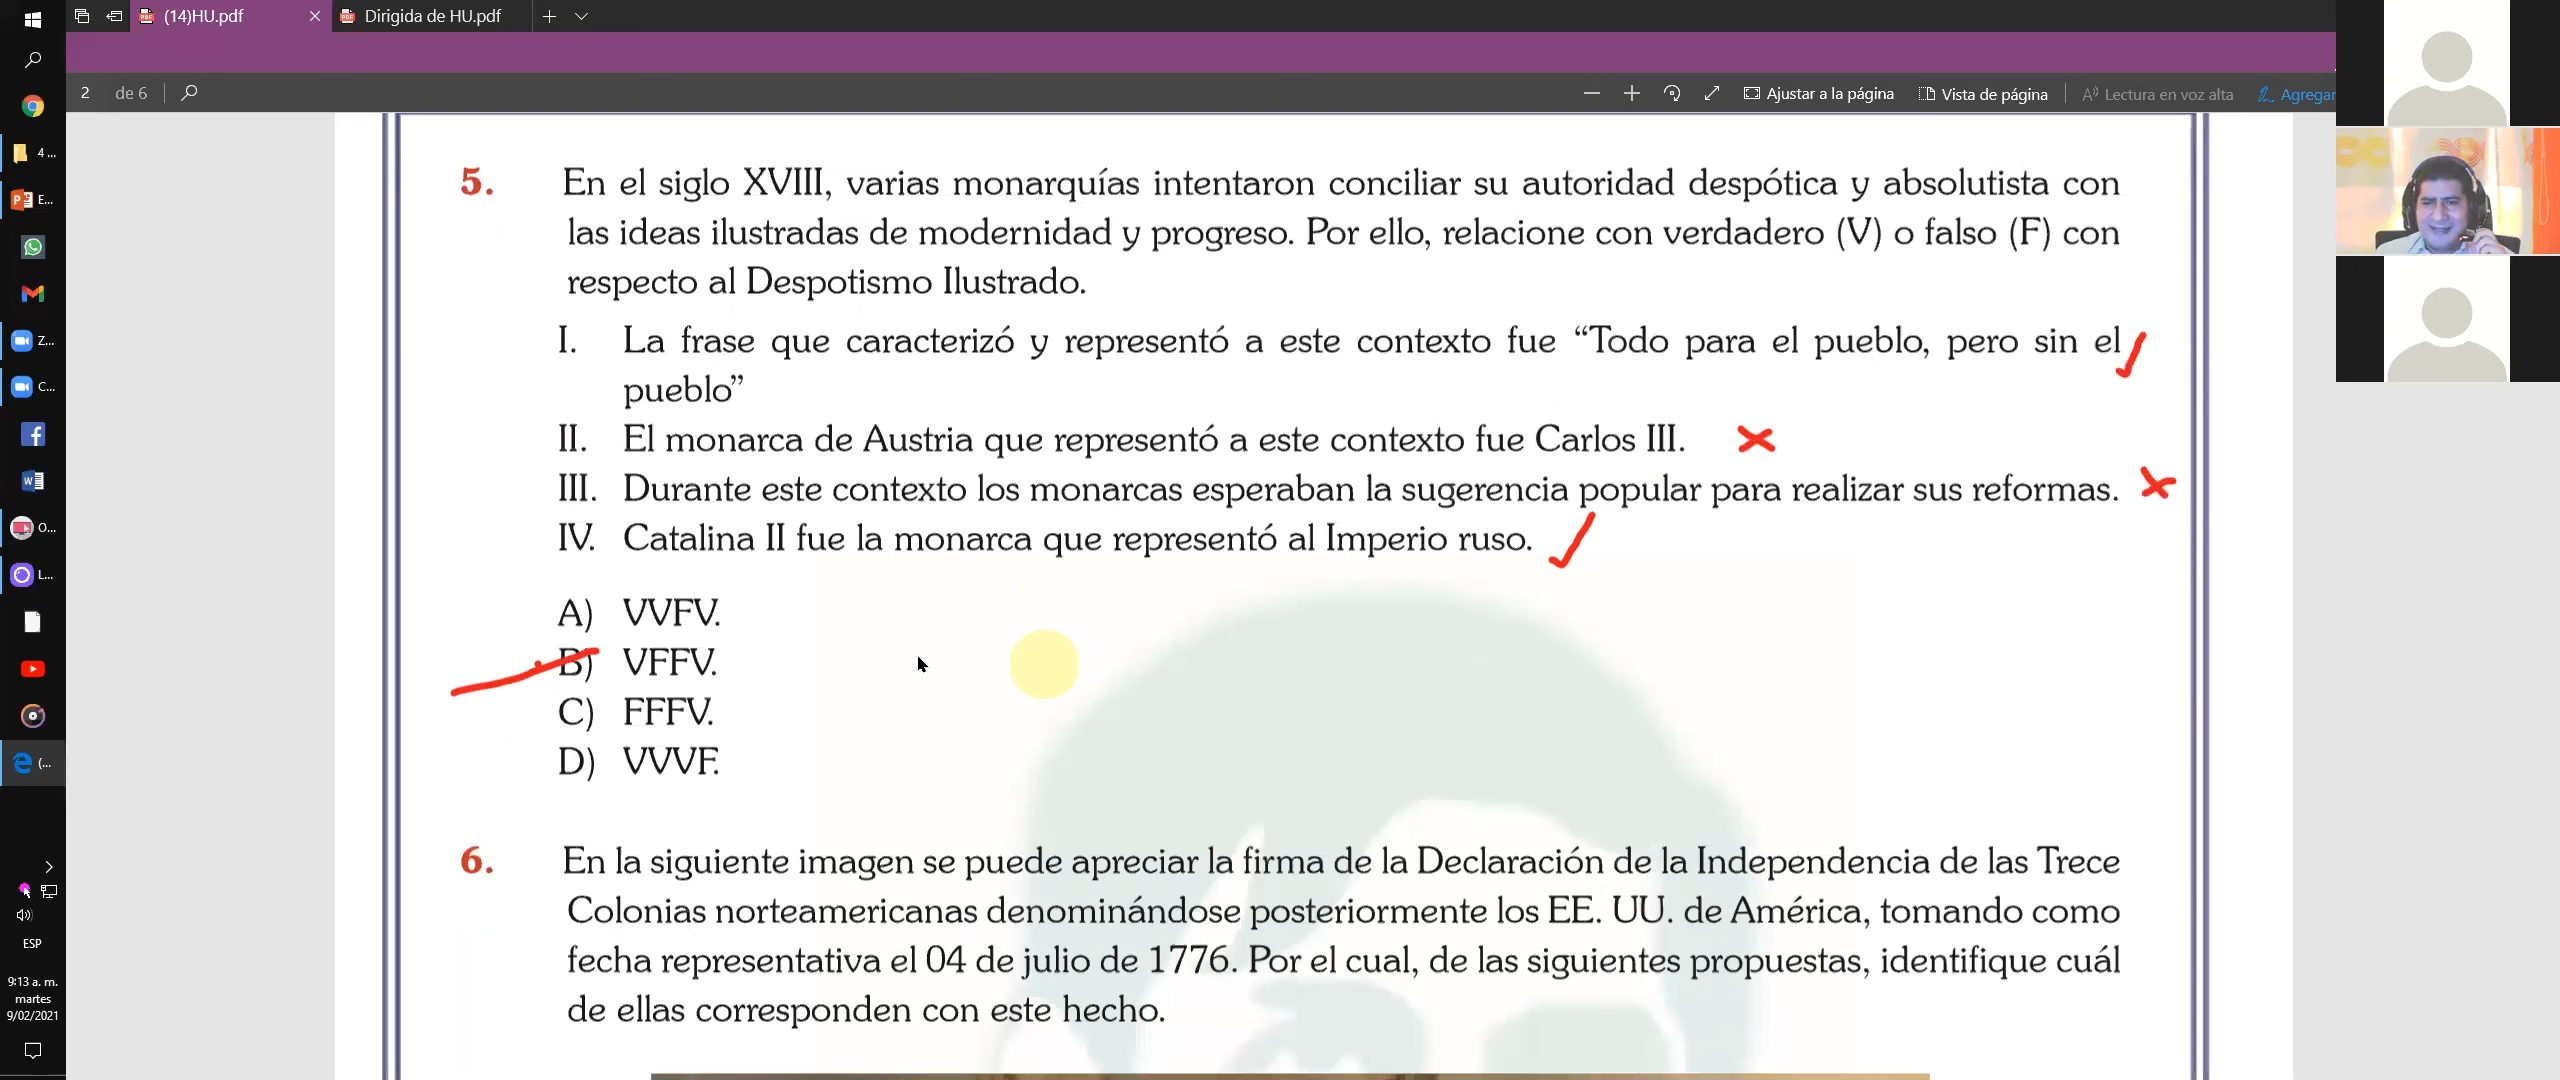 (14)HU.pdf
Dirigida de HU.pdf
2 de 6
Ajustar a la página
Vista de página
Lectura en voz alta
Agregar
4 ...
E...
Z...
C...
O...
L...
(...
ESP
9:13 a. m.
martes
9/02/2021
5. En el siglo XVIII, varias monarquías intentaron conciliar su autoridad despótica y absolutista con
las ideas ilustradas de modernidad y progreso. Por ello, relacione con verdadero (V) o falso (F) con
respecto al Despotismo Ilustrado.
I. La frase que caracterizó y representó a este contexto fue “Todo para el pueblo, pero sin el
pueblo”
II. El monarca de Austria que representó a este contexto fue Carlos III.
III. Durante este contexto los monarcas esperaban la sugerencia popular para realizar sus reformas.
IV. Catalina II fue la monarca que representó al Imperio ruso.
A) VVFV.
B) VFFV.
C) FFFV.
D) VVVF.
6. En la siguiente imagen se puede apreciar la firma de la Declaración de la Independencia de las Trece
Colonias norteamericanas denominándose posteriormente los EE. UU. de América, tomando como
fecha representativa el 04 de julio de 1776. Por el cual, de las siguientes propuestas, identifique cuál
de ellas corresponden con este hecho.